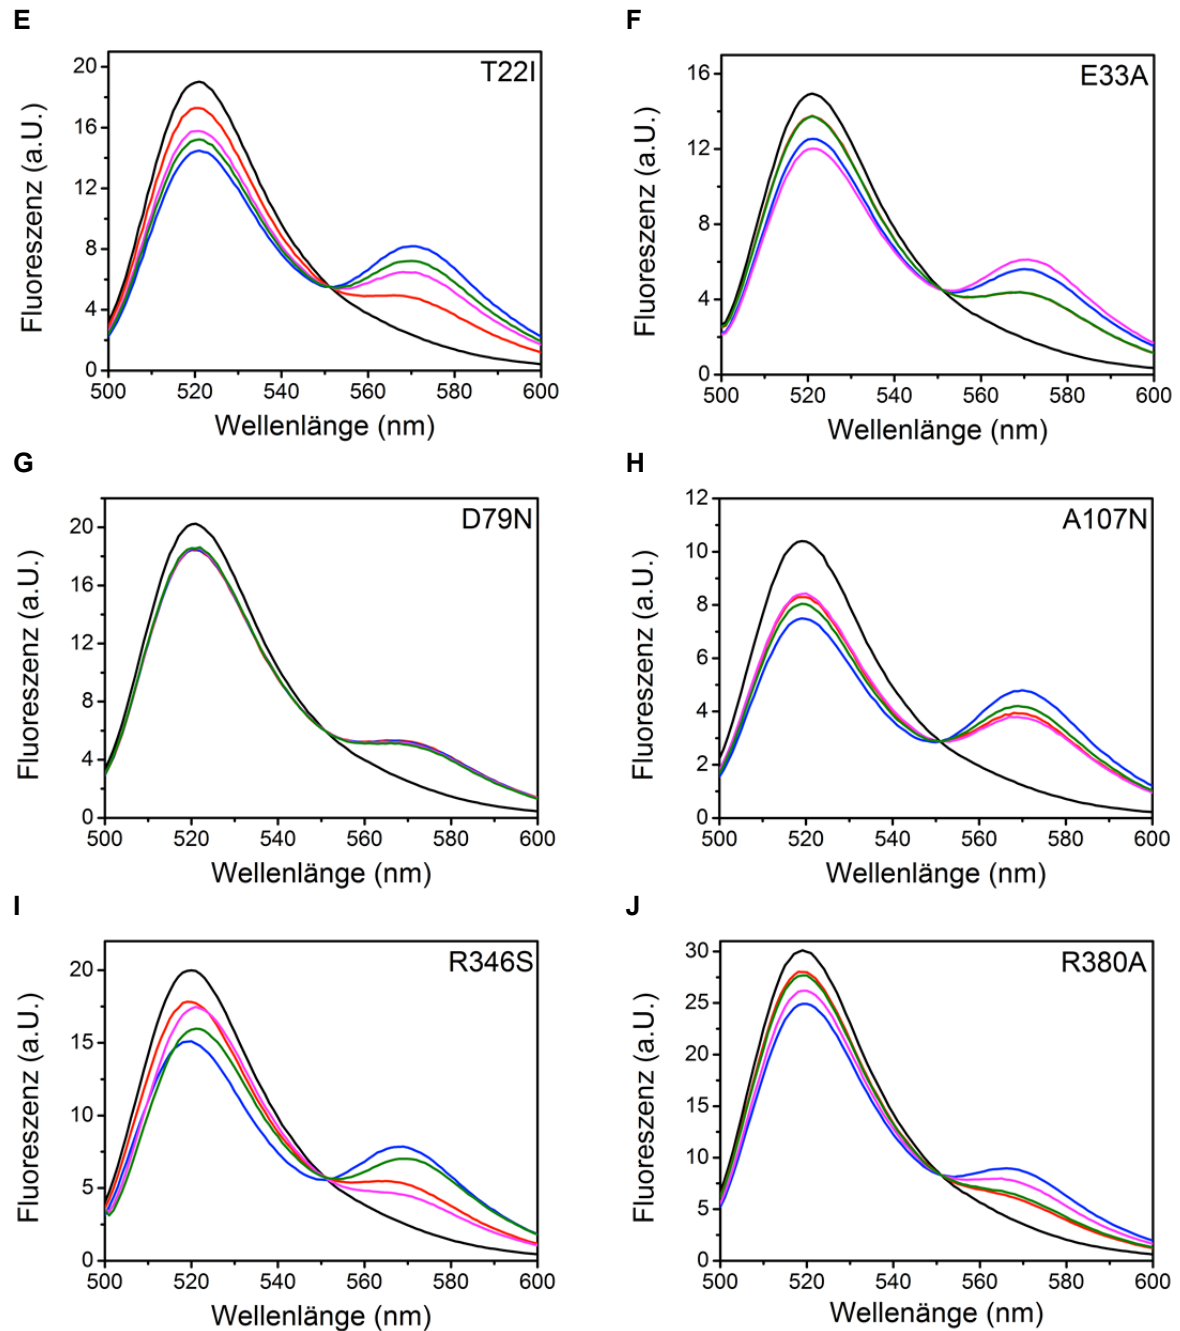 E
T22I
Fluoreszenz (a.U.)
20
16
12
8
4
0
500 520 540 560 580 600
Wellenlänge (nm)
F
E33A
Fluoreszenz (a.U.)
16
12
8
4
0
500 520 540 560 580 600
Wellenlänge (nm)
G
D79N
Fluoreszenz (a.U.)
20
16
12
8
4
0
500 520 540 560 580 600
Wellenlänge (nm)
H
A107N
Fluoreszenz (a.U.)
12
10
8
6
4
2
0
500 520 540 560 580 600
Wellenlänge (nm)
I
R346S
Fluoreszenz (a.U.)
20
15
10
5
0
500 520 540 560 580 600
Wellenlänge (nm)
J
R380A
Fluoreszenz (a.U.)
30
25
20
15
10
5
0
500 520 540 560 580 600
Wellenänge (nm)